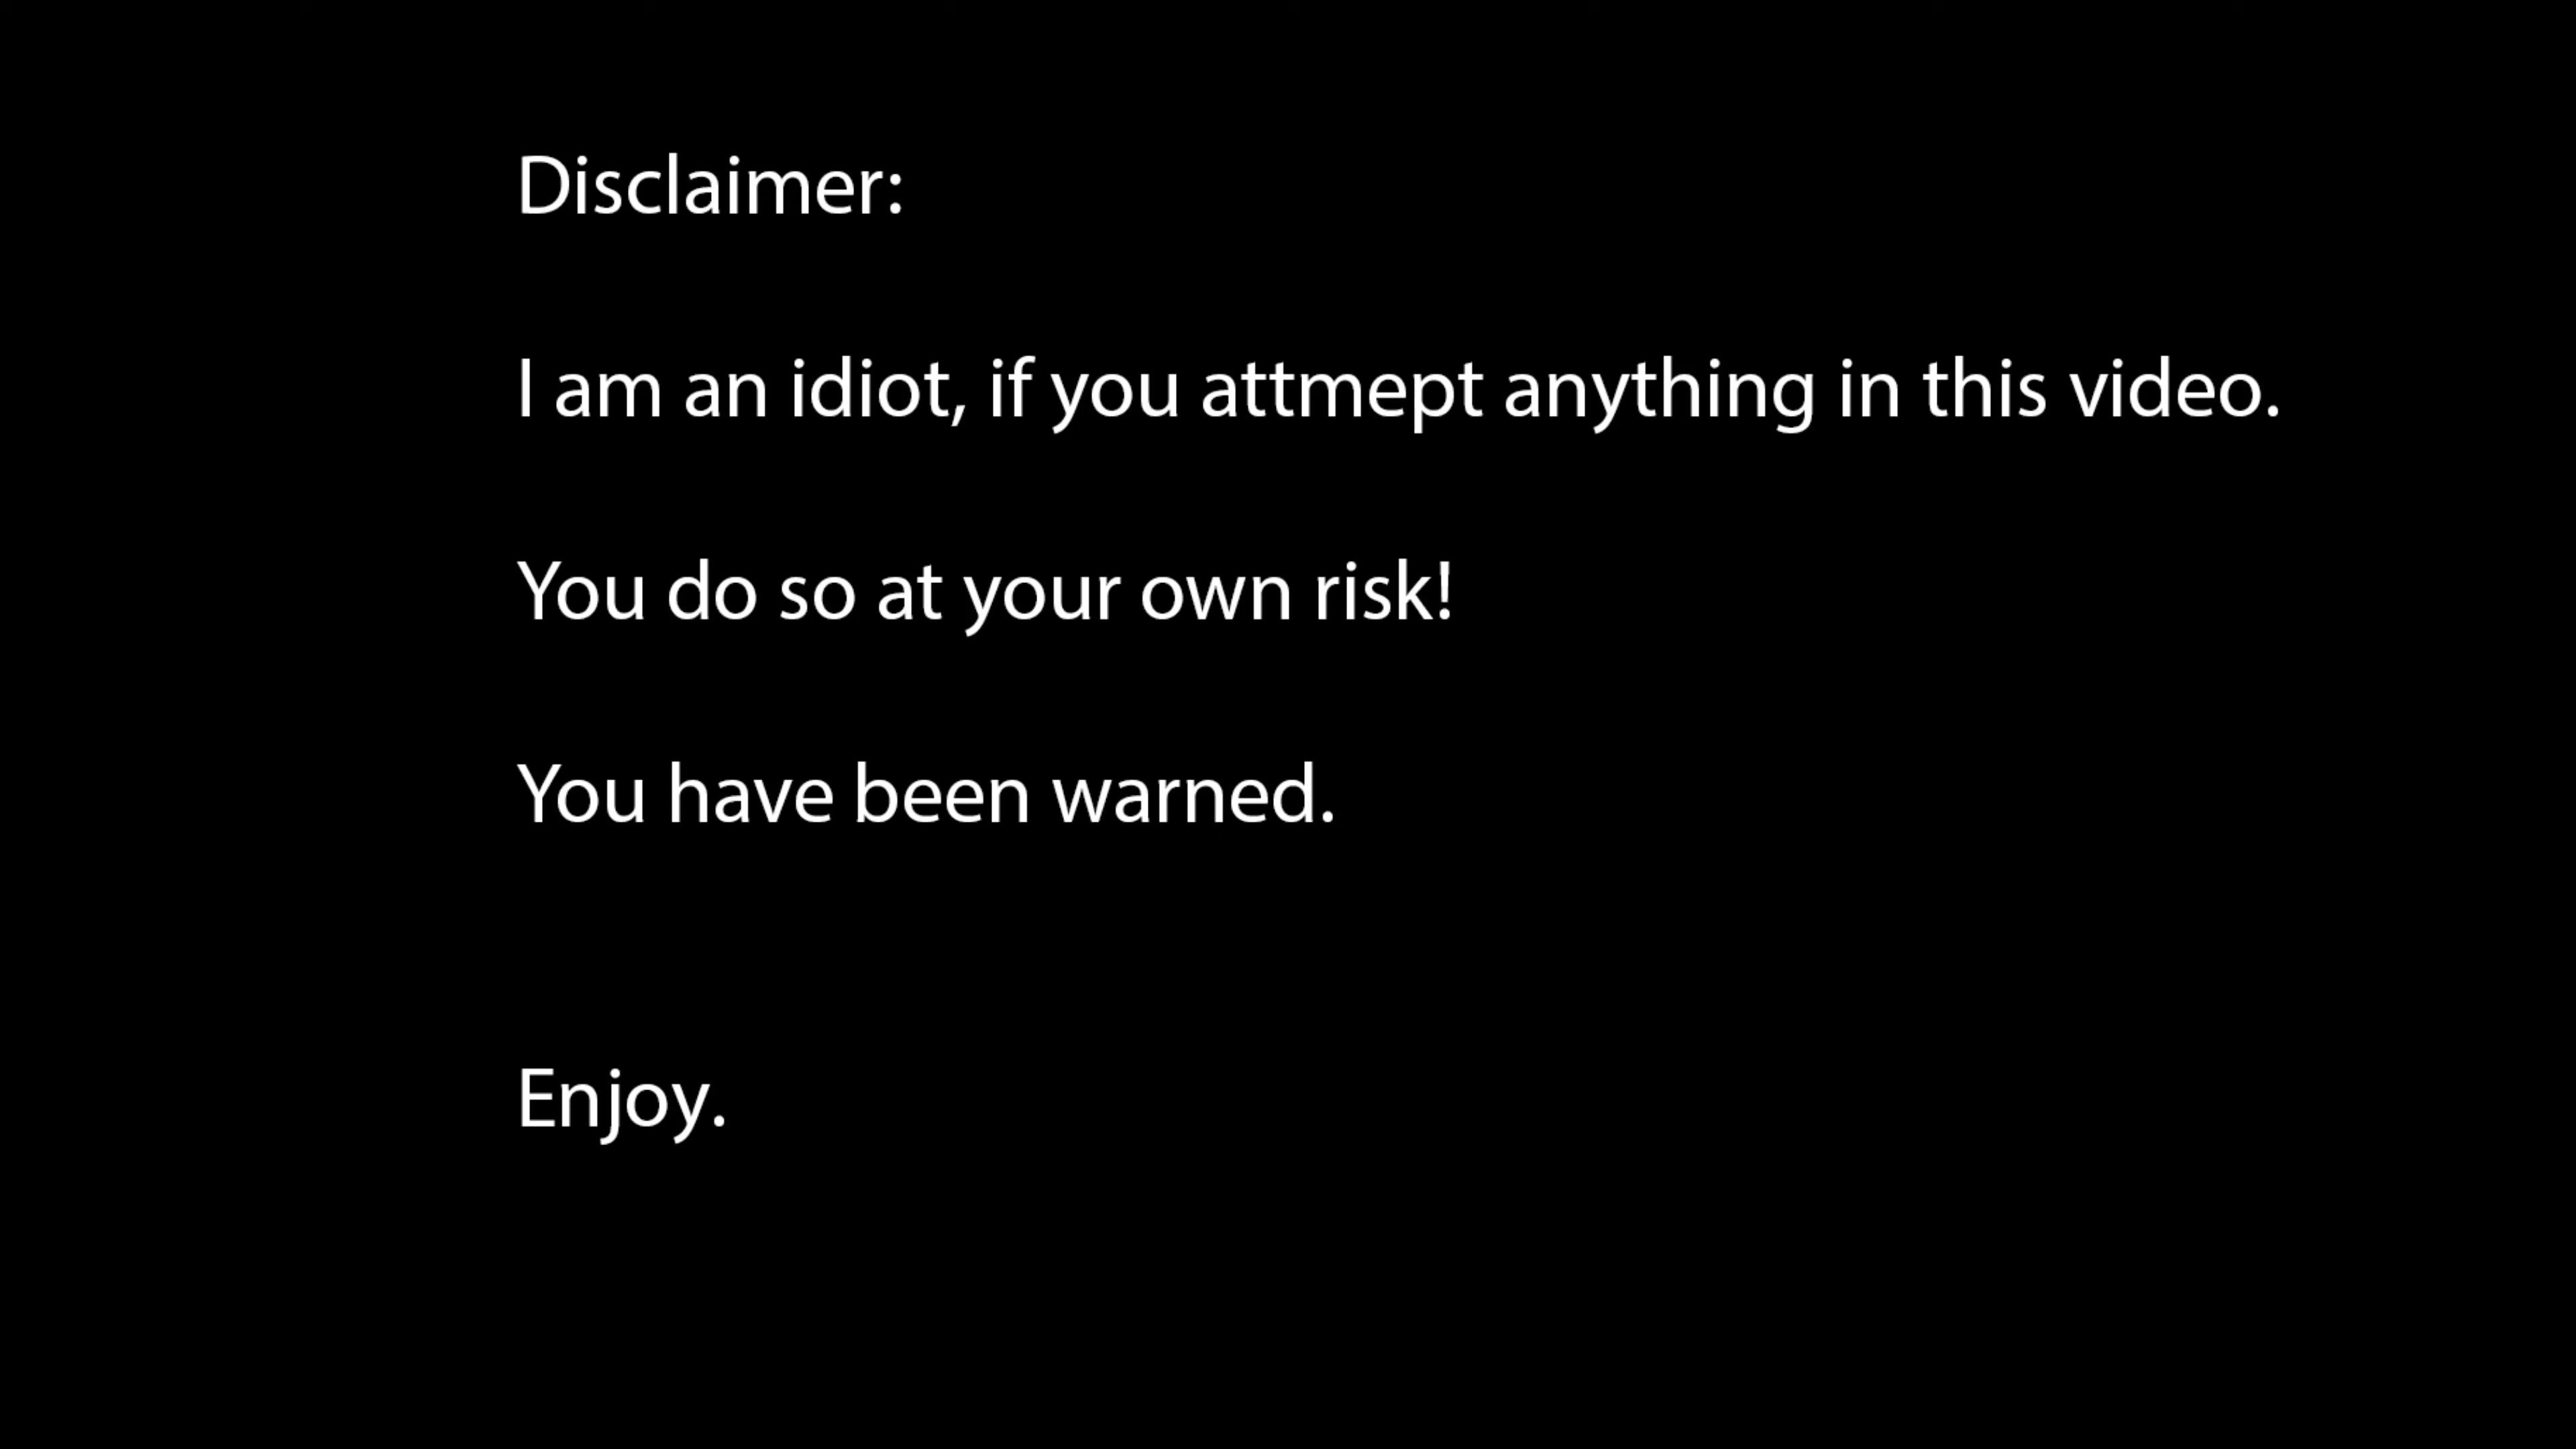 Disclaimer:
I am an idiot, if you attmept anything in this video.
You do so at your own risk!
You have been warned.
Enjoy.